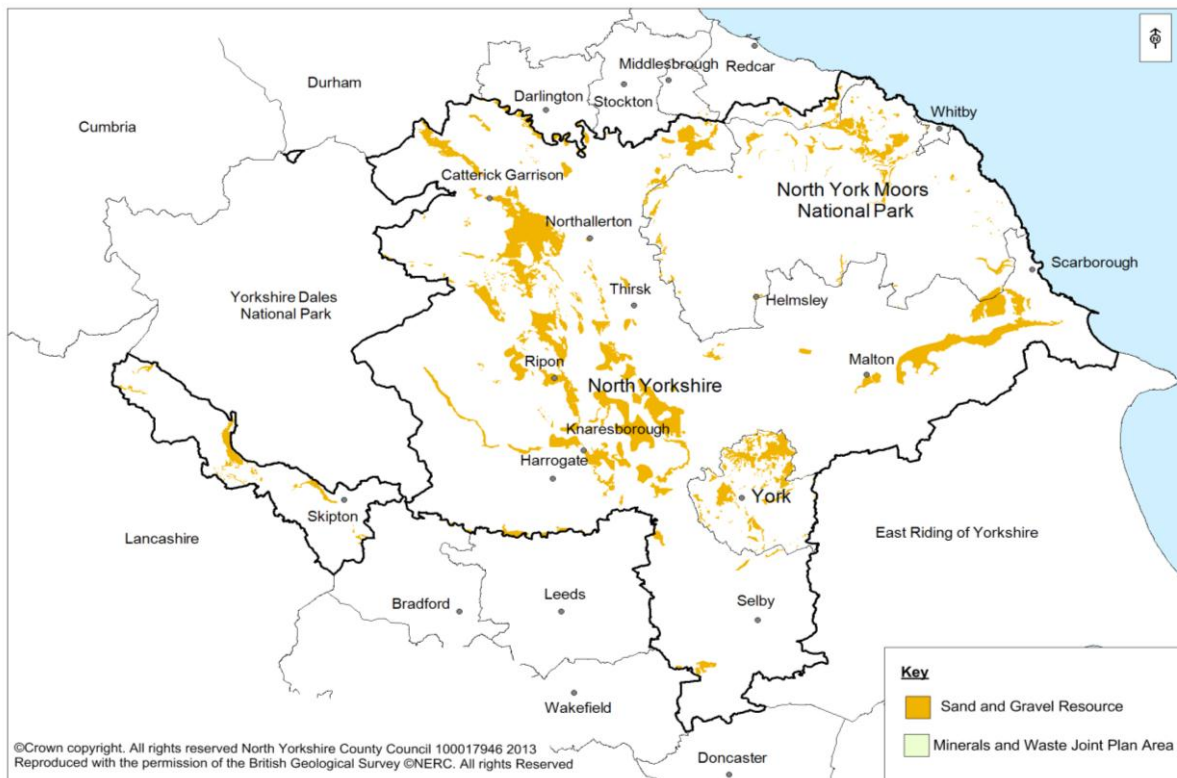 Durham
Cumbria
Middlesbrough
Redcar
Darlington
Stockton
Whitby
Catterick Garrison
North York Moors
National Park
Northallerton
Scarborough
Yorkshire Dales
National Park
Thirsk
Helmsley
Ripon
North Yorkshire
Malton
Knaresborough
Harrogate
York
Skipton
Lancashire
East Riding of Yorkshire
Bradford
Leeds
Selby
Wakefield
Doncaster
Key
Sand and Gravel Resource
Minerals and Waste Joint Plan Area
©Crown copyright. All rights reserved North Yorkshire County Council 100017946 2013
Reproduced with the permission of the British Geological Survey ©NERC. All rights Reserved